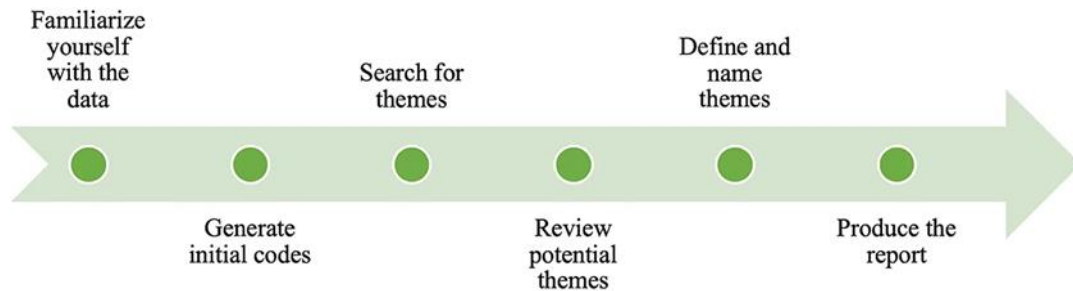 Familiarize
yourself
with the
data
Generate
initial codes
Search for
themes
Review
potential
themes
Define and
name
themes
Produce the
report